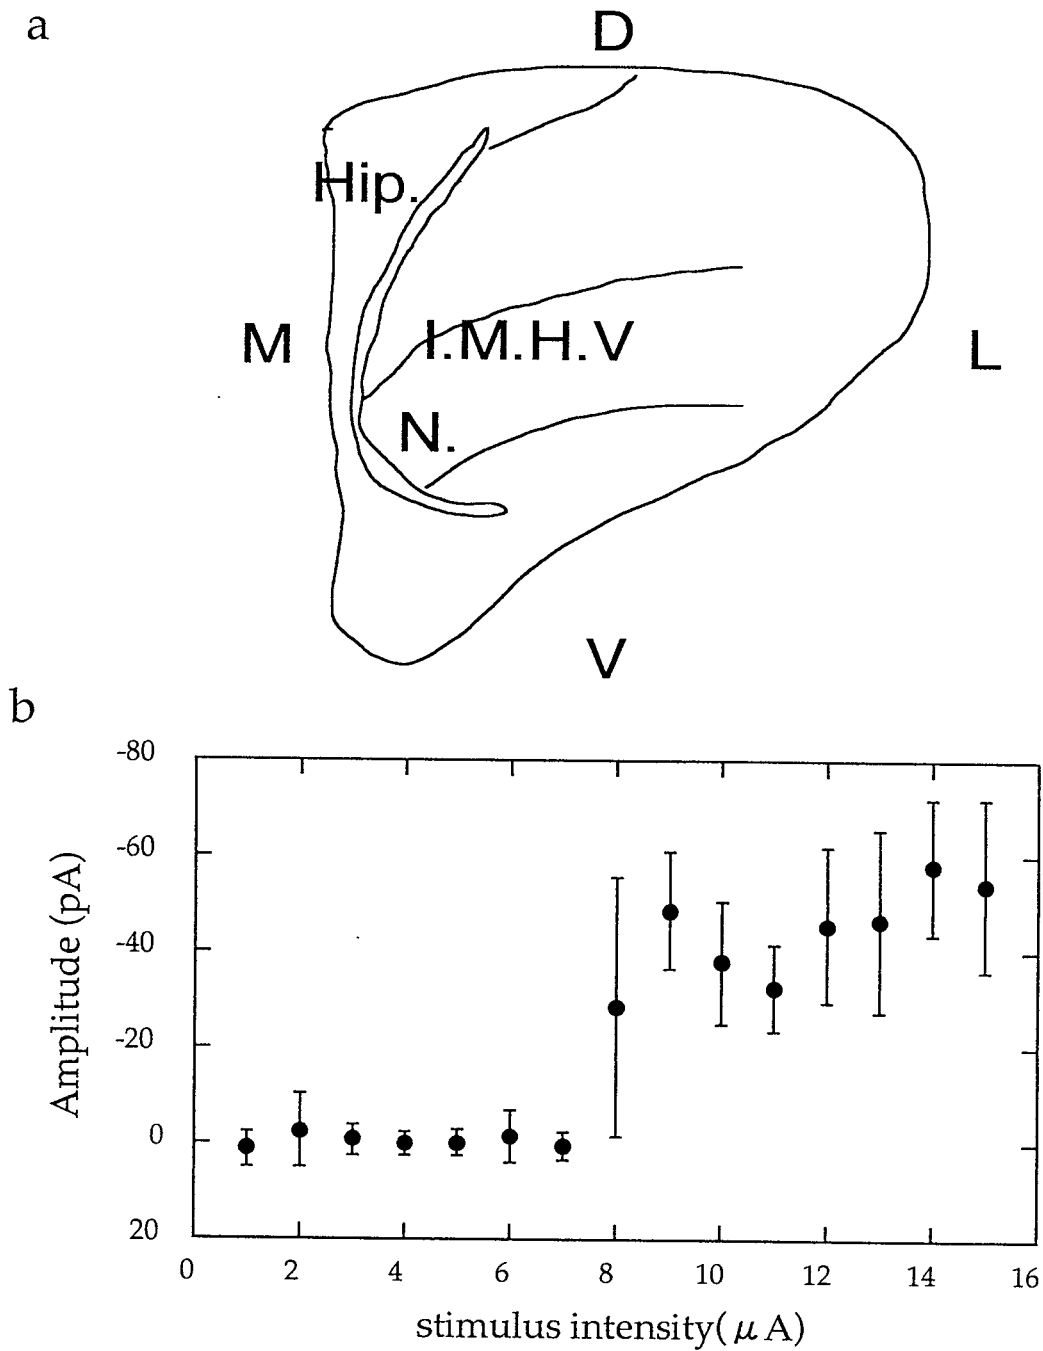 a
D
Hip.
M
I.M.H.V
L
N.
V
b
-80
-60
-40
-20
0
20
Amplitude (pA)
0 2 4 6 8 10 12 14 16
stimulus intensity(μA)